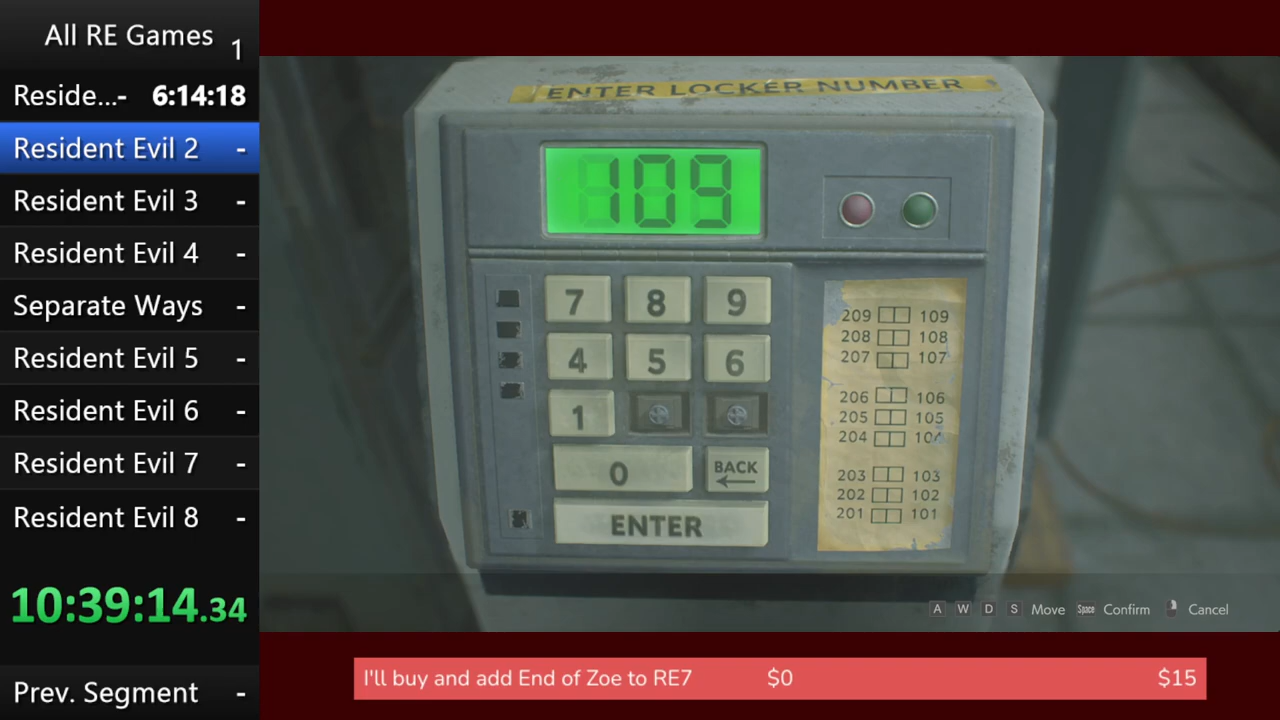 All RE Games
1
Reside...- 6:14:18
Resident Evil 2 -
Resident Evil 3 -
Resident Evil 4 -
Separate Ways -
Resident Evil 5 -
Resident Evil 6 -
Resident Evil 7 -
Resident Evil 8 -
10:39:14.34
Prev. Segment -
ENTER LOCKER NUMBER
109
7 8 9
4 5 6
1
0 BACK
ENTER
209 109
208 108
207 107
206 106
205 105
204 104
203 103
202 102
201 101
A W D S Move Space Confirm Cancel
I'll buy and add End of Zoe to RE7 $0 $15